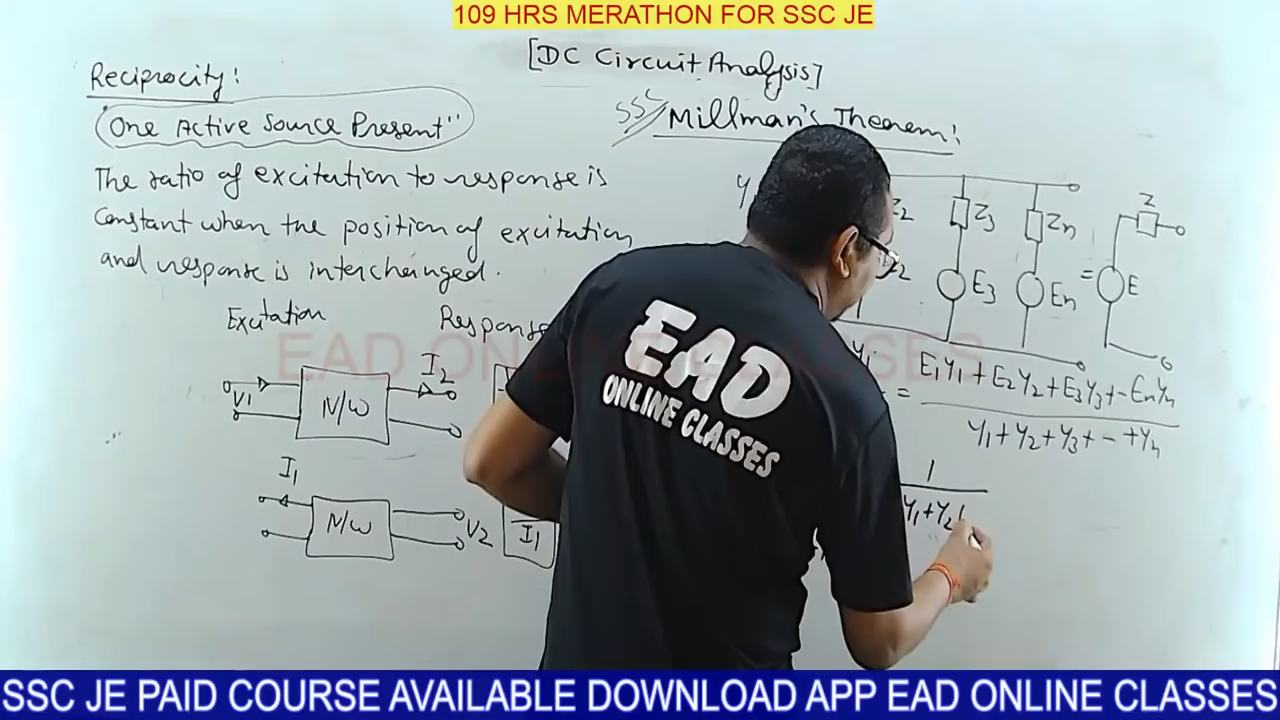 109 HRS MERATHON FOR SSC JE
[DC Circuit Analysis]
Reciprocity:
"One Active Source Present"
The ratio of excitation to response is
Constant when the position of excitation
and response is interchanged.
Excitation
Response
V1
N/W
I2
I1
N/W
V2
I1
SSC
Millman's Theorem:
Z2
Z3
Zn
Z
E3
En
=
E
= E1Y1 + E2Y2 + E3Y3 + - EnYn
Y1 + Y2 + Y3 + - + Yn
1
Y1 + Y2
EAD
ONLINE CLASSES
SSC JE PAID COURSE AVAILABLE DOWNLOAD APP EAD ONLINE CLASSES